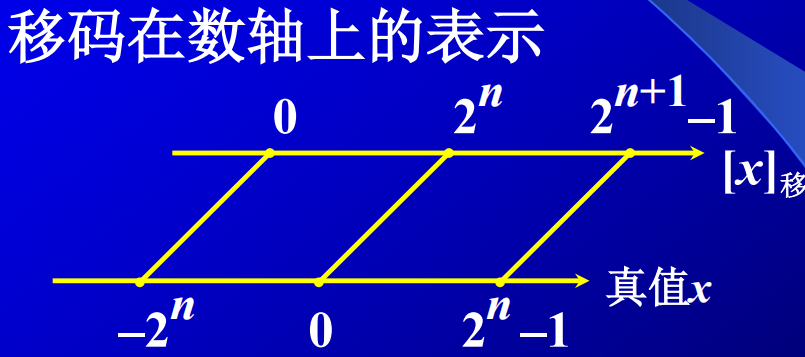 移码在数轴上的表示
0 2^n 2^{n+1}–1
[x]移
真值x
–2^n 0 2^n–1